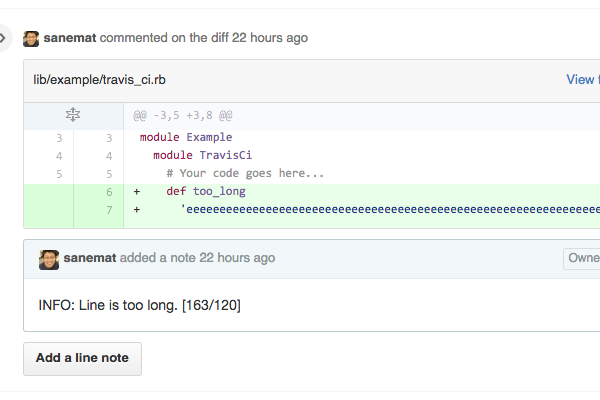 sanemat commented on the diff 22 hours ago
lib/example/travis_ci.rb View
@@ -3,5 +3,8 @@
3 3 module Example
4 4 module TravisCi
5 5 # Your code goes here...
6 + def too_long
7 + 'eeeeeeeeeeeeeeeeeeeeeeeeeeeeeeeeeeeeeeeeeeeeeeeeeeeeeeeeeeeeeee
sanemat added a note 22 hours ago Owne
INFO: Line is too long. [163/120]
Add a line note